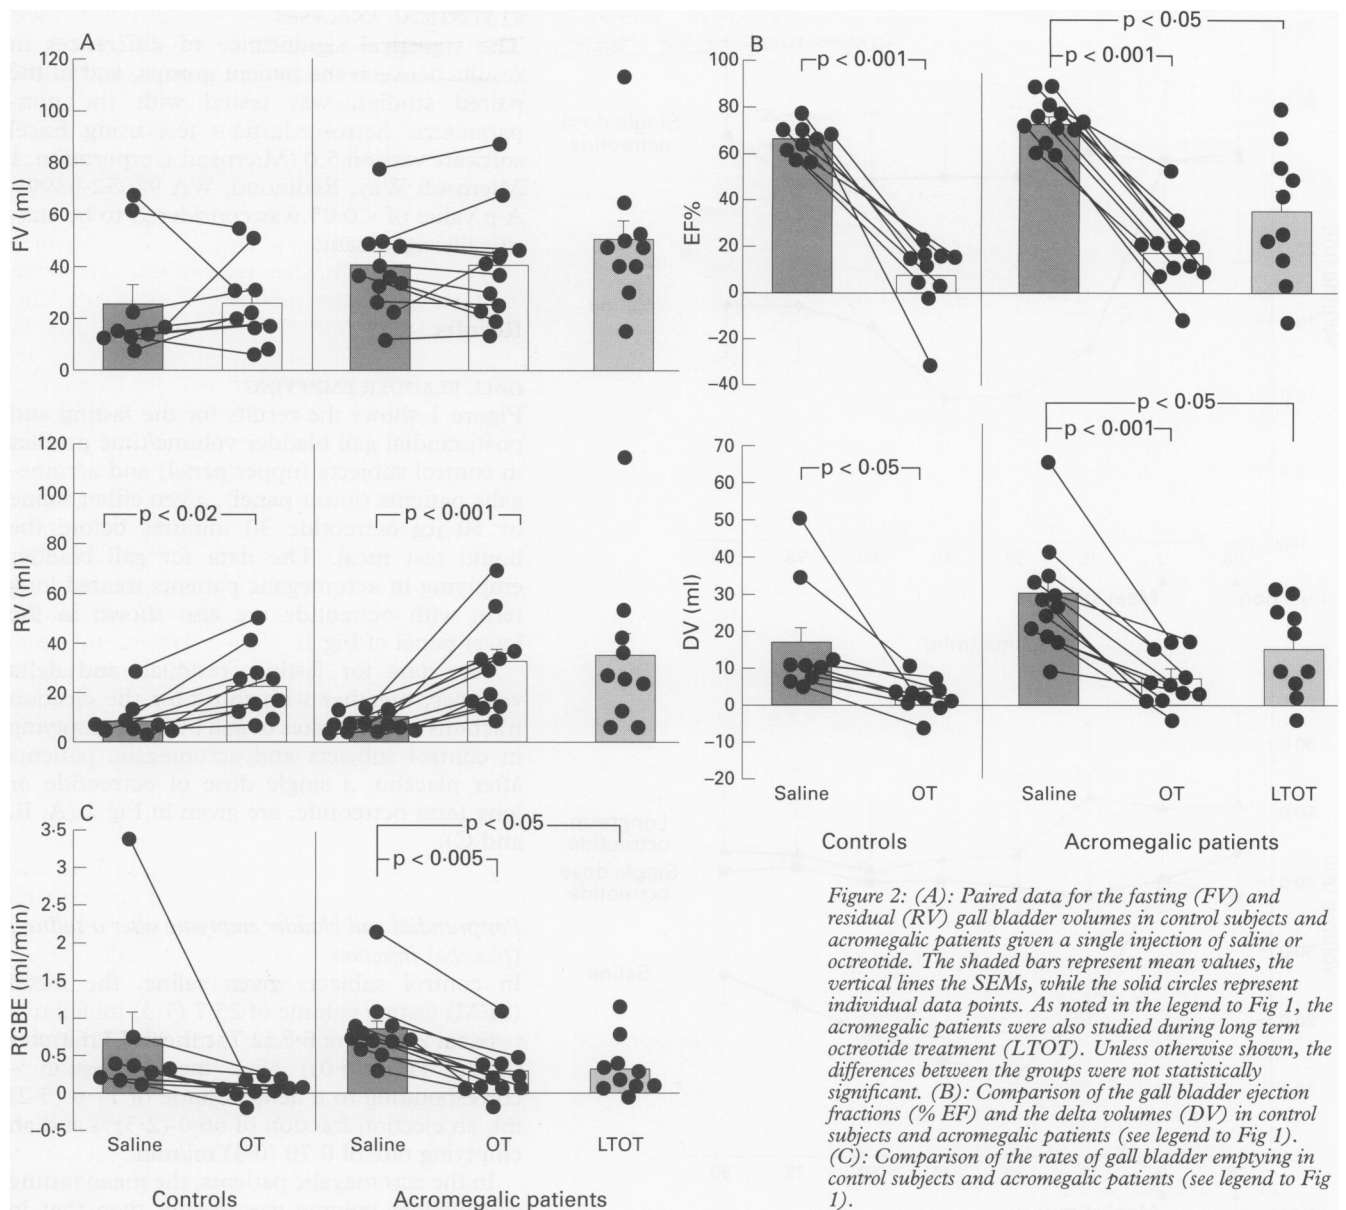 A
120
100
80
60
40
20
0
FV (ml)
120
100
80
60
40
20
0
RV (ml)
p < 0·02
p < 0·001
C
3.5
3
2.5
2
1.5
1
0.5
0
–0.5
RGBE (ml/min)
p < 0·05
p < 0·005
Saline OT Saline OT LTOT
Controls Acromegalic patients
B
100
80
60
40
20
0
–20
–40
EF%
p < 0·001
p < 0·05
p < 0·001
70
60
50
40
30
20
10
0
–10
–20
DV (ml)
p < 0·05
p < 0·05
p < 0·001
Saline OT Saline OT LTOT
Controls Acromegalic patients
Figure 2: (A): Paired data for the fasting (FV) and
residual (RV) gall bladder volumes in control subjects and
acromegalic patients given a single injection of saline or
octreotide. The shaded bars represent mean values, the
vertical lines the SEMs, while the solid circles represent
individual data points. As noted in the legend to Fig 1, the
acromegalic patients were also studied during long term
octreotide treatment (LTOT). Unless otherwise shown, the
differences between the groups were not statistically
significant. (B): Comparison of the gall bladder ejection
fractions (% EF) and the delta volumes (DV) in control
subjects and acromegalic patients (see legend to Fig 1).
(C): Comparison of the rates of gall bladder emptying in
control subjects and acromegalic patients (see legend to Fig
1).